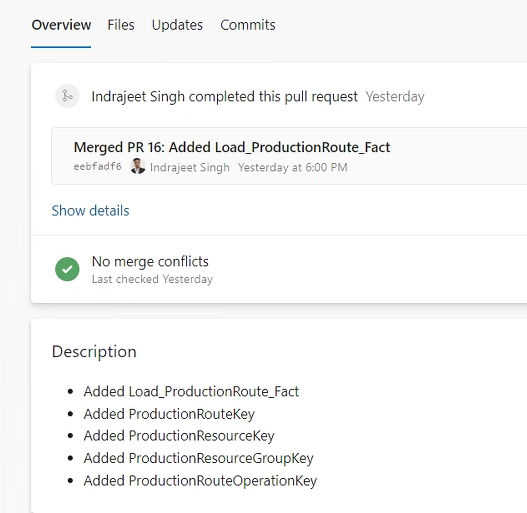 Overview Files Updates Commits
Indrajeet Singh completed this pull request Yesterday
Merged PR 16: Added Load_ProductionRoute_Fact
eebfadf6 Indrajeet Singh Yesterday at 6:00 PM
Show details
No merge conflicts
Last checked Yesterday
Description
• Added Load_ProductionRoute_Fact
• Added ProductionRouteKey
• Added ProductionResourceKey
• Added ProductionResourceGroupKey
• Added ProductionRouteOperationKey